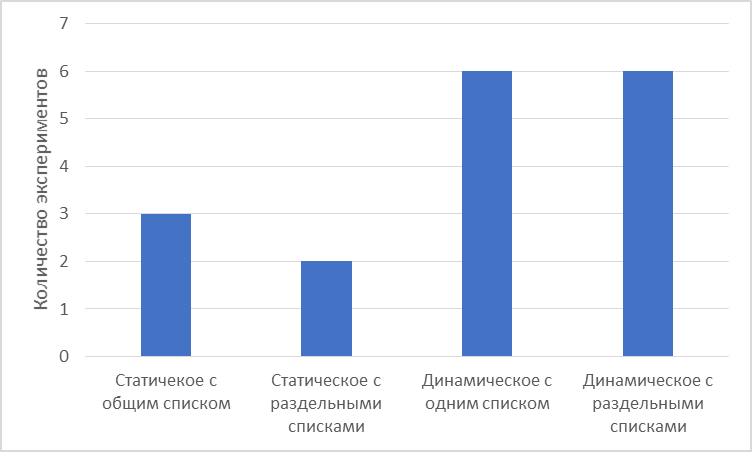 7
6
5
4
3
2
1
0
Количество экспериментов
Статичекое с
общим списком
Статическое с
раздельными
списками
Динамическое с
одним списком
Динамическое с
раздельными
списками